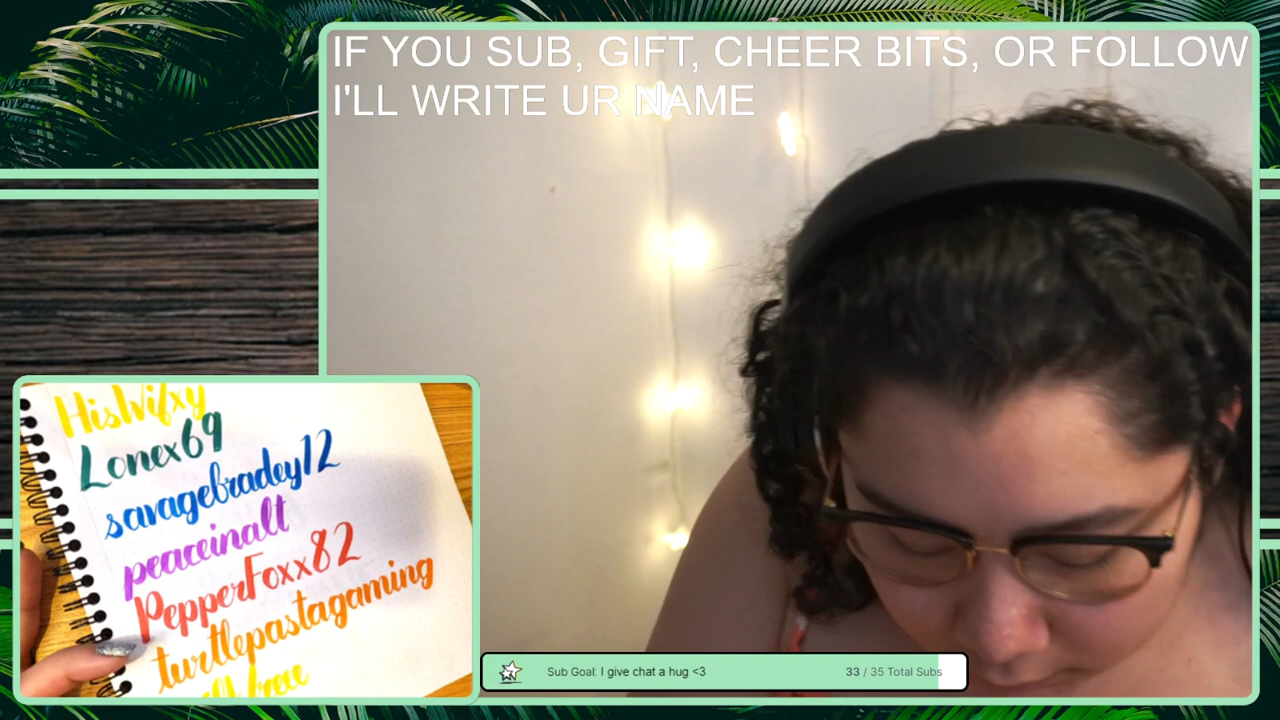 IF YOU SUB, GIFT, CHEER BITS, OR FOLLOW
I'LL WRITE UR NAME
Lonex69
savagebradey12
peaceinalt
PepperFoxx82
turtlepastagaming
Sub Goal: I give chat a hug <3
33 / 35 Total Subs